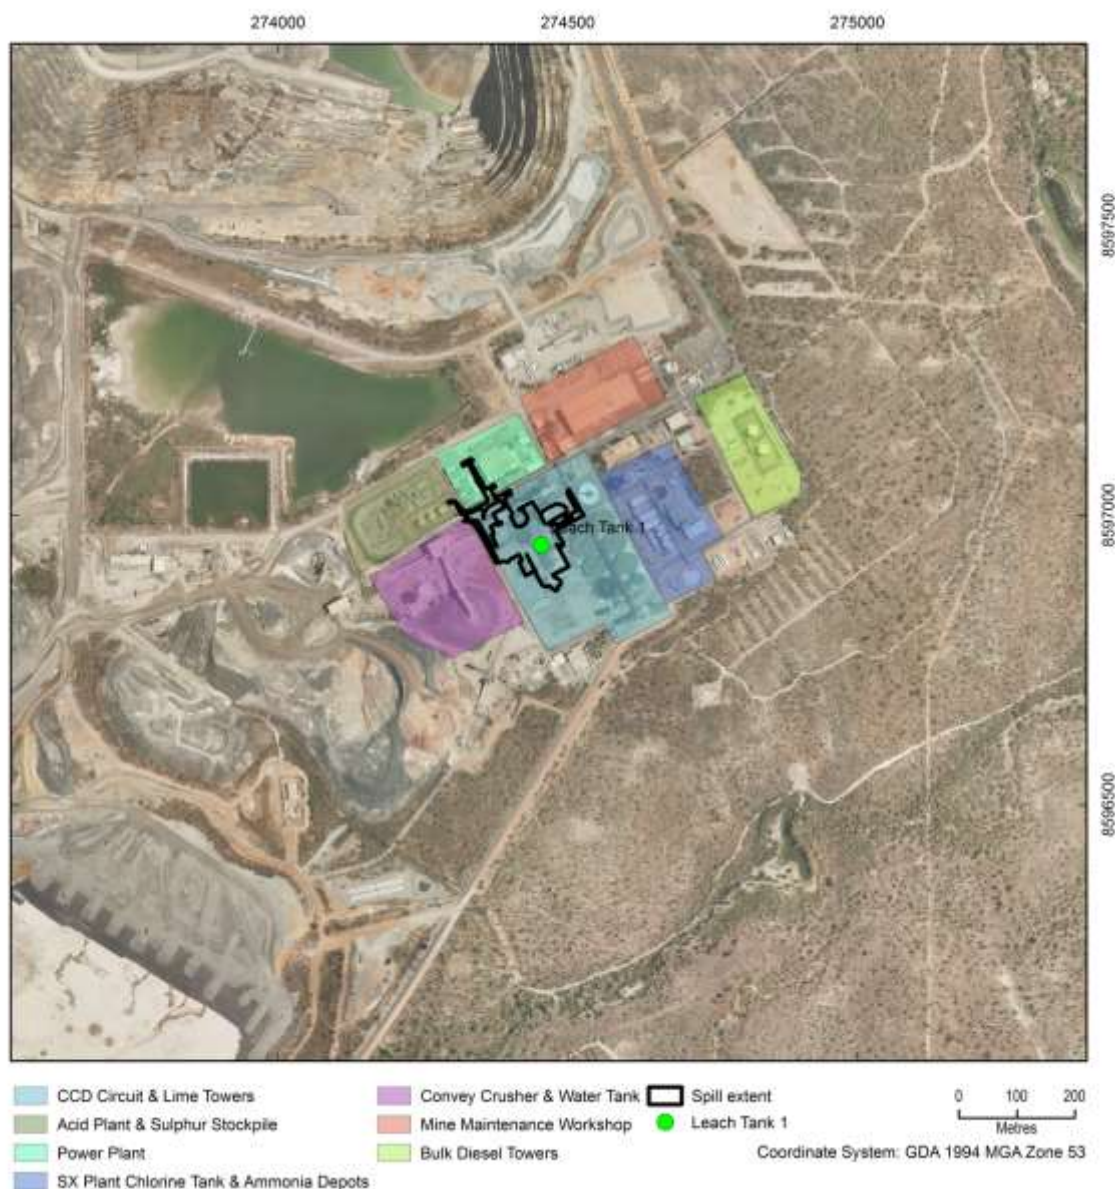 274000 274500 275000
8597500
Leach Tank 1
8597000
8596500
CCD Circuit & Lime Towers
Acid Plant & Sulphur Stockpile
Power Plant
SX Plant Chlorine Tank & Ammonia Depots
Convey Crusher & Water Tank
Mine Maintenance Workshop
Bulk Diesel Towers
Spill extent
Leach Tank 1
0 100 200
Metres
Coordinate System: GDA 1994 MGA Zone 53